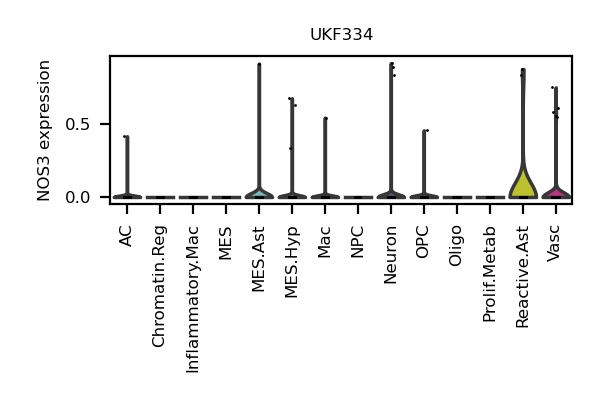 UKF334
NOS3 expression
0.5
0.0
AC
Chromatin.Reg
Inflammatory.Mac
MES
MES.Ast
MES.Hyp
Mac
NPC
Neuron
OPC
Oligo
Prolif.Metab
Reactive.Ast
Vasc